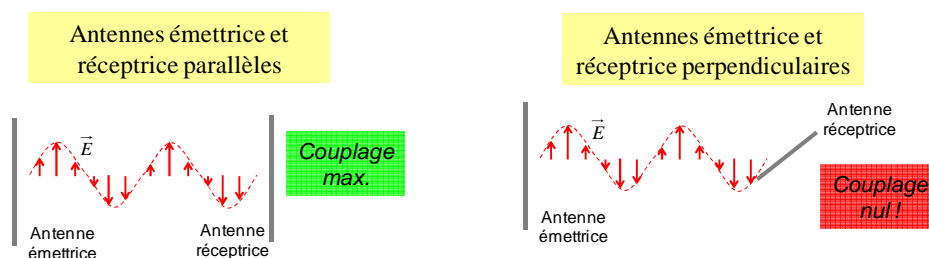 Antennes émettrice et
réceptrice parallèles
E
Couplage
max.
Antenne
émettrice
Antenne
réceptrice
Antennes émettrice et
réceptrice perpendiculaires
E
Antenne
réceptrice
Couplage
nul !
Antenne
émettrice